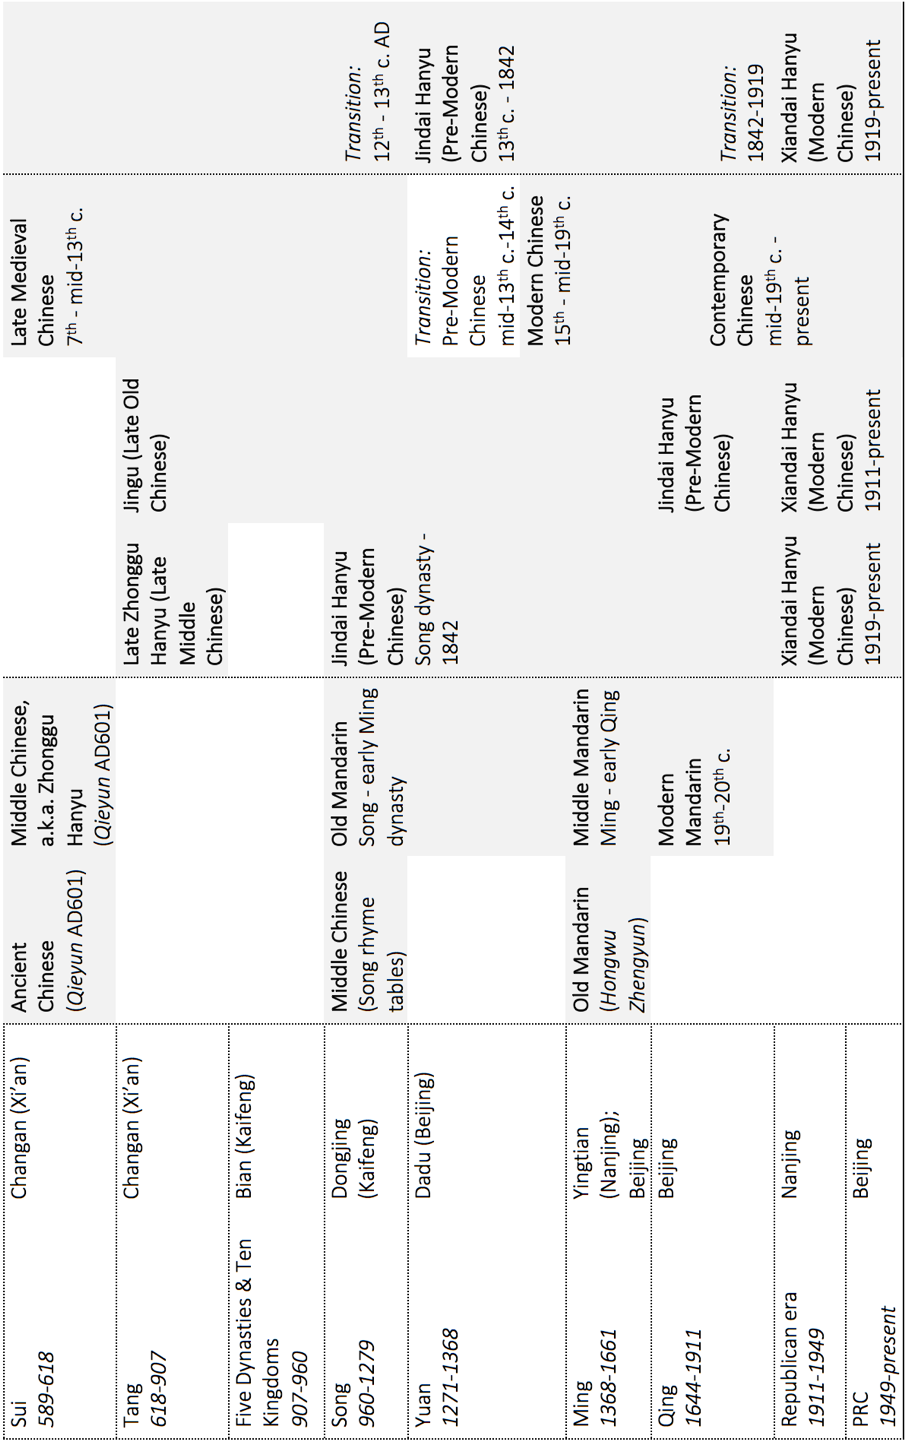 Sui
589-618
Changan (Xi’an)
Ancient
Chinese
(Qieyun AD601)
Middle Chinese,
a.k.a. Zhonggu
Hanyu
(Qieyun AD601)
Late Medieval
Chinese
7th - mid-13th c.
Tang
618-907
Changan (Xi’an)
Late Zhonggu
Hanyu (Late
Middle
Chinese)
Jingu (Late Old
Chinese)
Five Dynasties & Ten
Kingdoms
907-960
Bian (Kaifeng)
Song
960-1279
Dongjing
(Kaifeng)
Middle Chinese
(Song rhyme
tables)
Old Mandarin
Song - early Ming
dynasty
Jindai Hanyu
(Pre-Modern
Chinese)
Song dynasty -
1842
Transition:
12th - 13th c. AD
Yuan
1271-1368
Dadu (Beijing)
Transition:
Pre-Modern
Chinese
mid-13th c.-14th c.
Jindai Hanyu
(Pre-Modern
Chinese)
13th c. - 1842
Modern Chinese
15th - mid-19th c.
Ming
1368-1661
Yingtian
(Nanjing);
Beijing
Old Mandarin
(Hongwu
Zhengyun)
Middle Mandarin
Ming - early Qing
Qing
1644-1911
Beijing
Modern
Mandarin
19th-20th c.
Jindai Hanyu
(Pre-Modern
Chinese)
Contemporary
Chinese
mid-19th c. -
present
Transition:
1842-1919
Republican era
1911-1949
Nanjing
Xiandai Hanyu
(Modern
Chinese)
1919-present
Xiandai Hanyu
(Modern
Chinese)
1911-present
Xiandai Hanyu
(Modern
Chinese)
1919-present
PRC
1949-present
Beijing